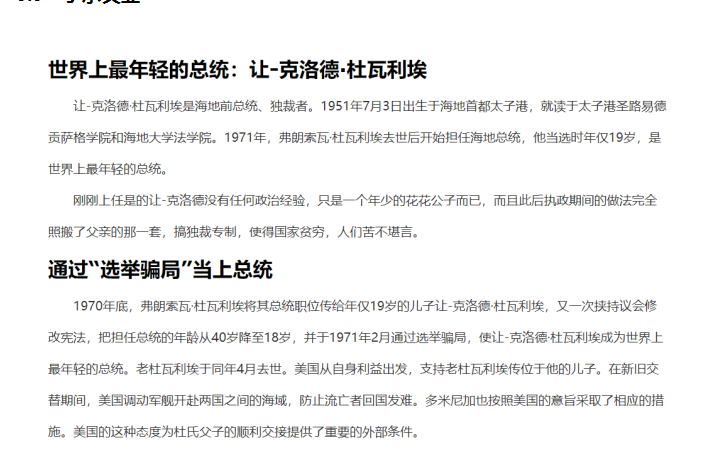 世界上最年轻的总统：让-克洛德·杜瓦利埃
让-克洛德·杜瓦利埃是海地前总统、独裁者。1951年7月3日出生于海地首都太子港，就读于太子港圣路易德
贡萨格学院和海地大学法学院。1971年，弗朗索瓦·杜瓦利埃去世后开始担任海地总统，他当选时年仅19岁，是
世界上最年轻的总统。
刚刚上任是的让-克洛德没有任何政治经验，只是一个年少的花花公子而已，而且此后执政期间的做法完全
照搬了父亲的那一套，搞独裁专制，使得国家贫穷，人们苦不堪言。
通过“选举骗局”当上总统
1970年底，弗朗索瓦·杜瓦利埃将其总统职位传给年仅19岁的儿子让-克洛德·杜瓦利埃，又一次挟持议会修
改宪法，把担任总统的年龄从40岁降至18岁，并于1971年2月通过选举骗局，使让-克洛德·杜瓦利埃成为世界上
最年轻的总统。老杜瓦利埃于同年4月去世。美国从自身利益出发，支持老杜瓦利埃传位于他的儿子。在新旧交
替期间，美国调动军舰开赴两国之间的海域，防止流亡者回国发难。多米尼加也按照美国的意旨采取了相应的措
施。美国的这种态度为杜氏父子的顺利交接提供了重要的外部条件。